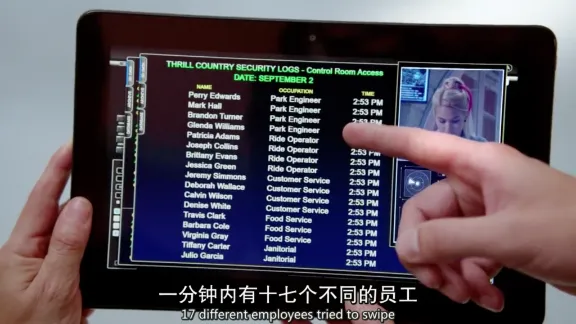 THRILL COUNTRY SECURITY LOGS - Control Room Access
DATE: SEPTEMBER 2
NAME OCCUPATION TIME
Perry Edwards Park Engineer 2:53 PM
Mark Hall Park Engineer 2:53 PM
Brandon Turner Park Engineer 2:53 PM
Glenda Williams Park Engineer
Patricia Adams Ride Operator
Joseph Collins Ride Operator 2:53 PM
Brittany Evans Ride Operator 2:53 PM
Jessica Green Ride Operator 2:53 PM
Jeremy Simmons Customer Service 2:53 PM
Deborah Wallace Customer Service 2:53 PM
Calvin Wilson Customer Service 2:53 PM
Denise White Food Service 2:53 PM
Travis Clark Food Service 2:53 PM
Barbara Cole Food Service 2:53 PM
Virginia Gray Food Service 2:53 PM
Tiffany Carter Janitorial 2:53 PM
Julio Garcia Janitorial 2:53 PM
一分钟内有十七个不同的员工
17 different employees tried to swipe